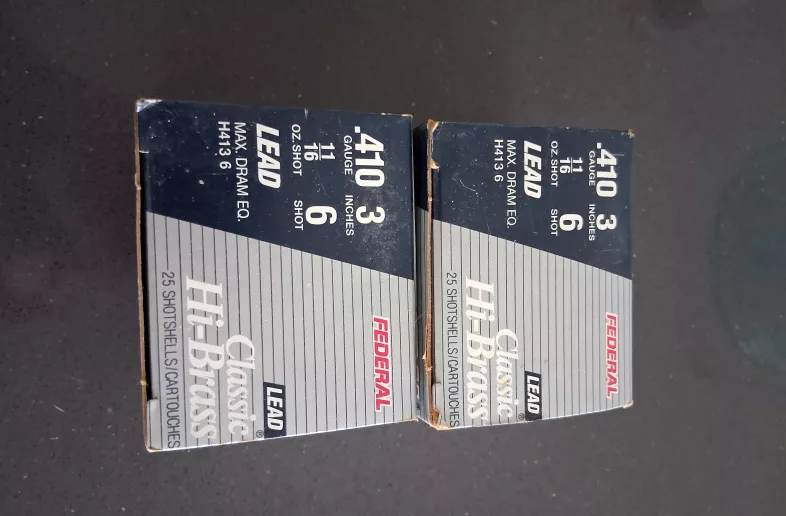 .410 3
GAUGE INCHES
11/16 6
OZ. SHOT SHOT
LEAD
MAX. DRAM EQ.
H413 6
FEDERAL
LEAD
Classic®
Hi-Brass
25 SHOTSHELLS/CARTOUCHES
.410 3
GAUGE INCHES
11/16 6
OZ. SHOT SHOT
LEAD
MAX. DRAM EQ.
H413 6
FEDERAL
LEAD
Classic®
Hi-Brass
25 SHOTSHELLS/CARTOUCHES